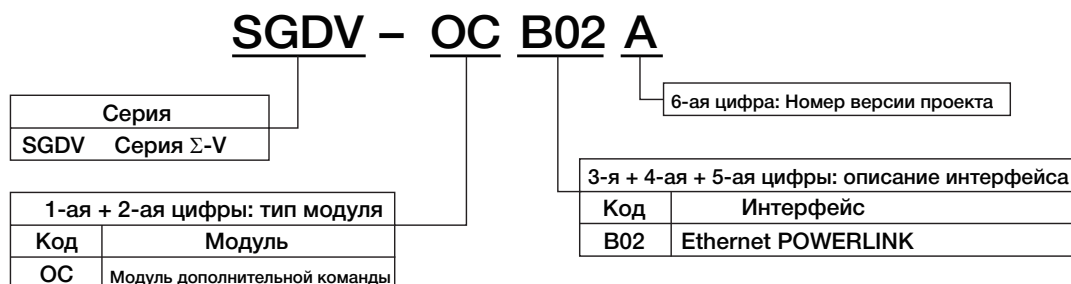 SGDV – OC B02 A
6-ая цифра: Номер версии проекта
Серия
SGDV Серия Σ-V
3-я + 4-ая + 5-ая цифры: описание интерфейса
Код Интерфейс
B02 Ethernet POWERLINK
1-ая + 2-ая цифры: тип модуля
Код Модуль
OC Модуль дополнительной команды